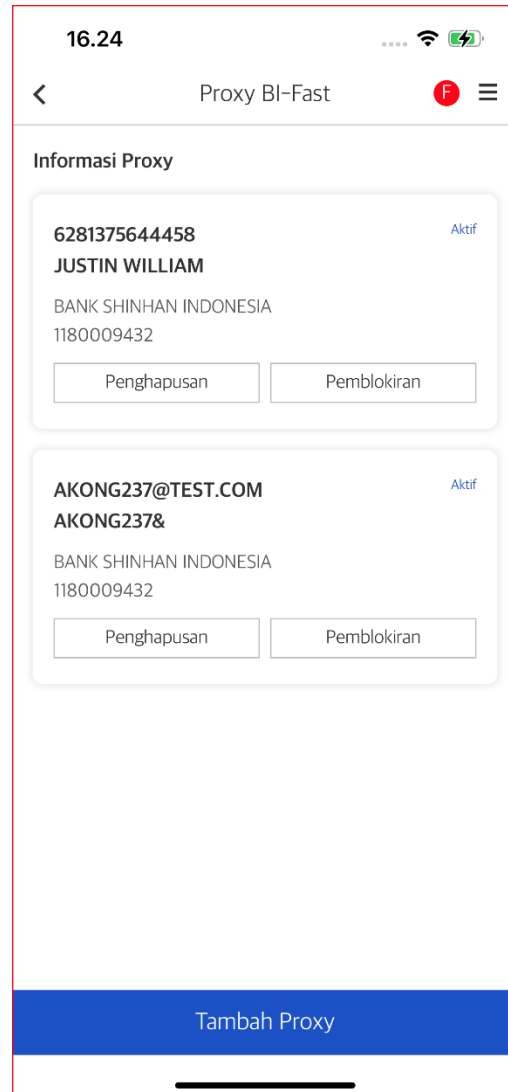 16.24
Proxy BI-Fast
F
Informasi Proxy
6281375644458
Aktif
JUSTIN WILLIAM
BANK SHINHAN INDONESIA
1180009432
Penghapusan
Pemblokiran
AKONG237@TEST.COM
Aktif
AKONG237&
BANK SHINHAN INDONESIA
1180009432
Penghapusan
Pemblokiran
Tambah Proxy